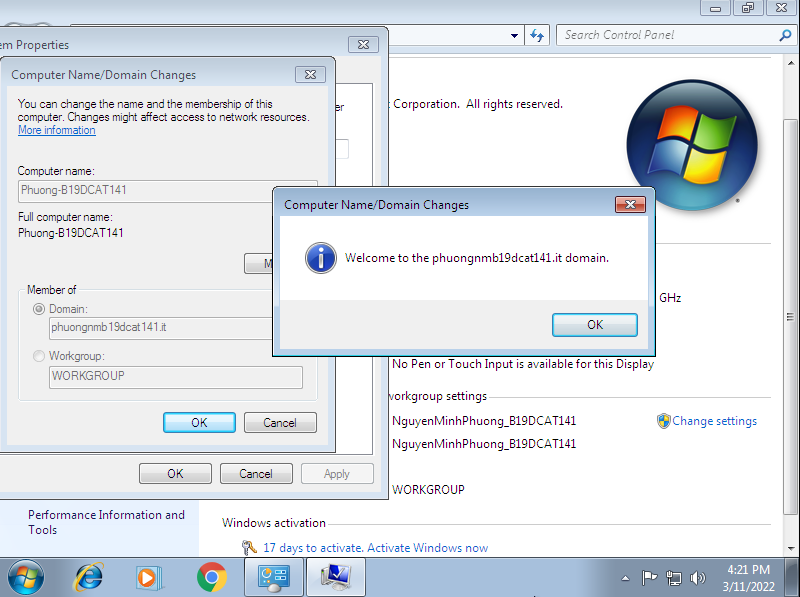 Search Control Panel
em Properties
Computer Name/Domain Changes
You can change the name and the membership of this
computer. Changes might affect access to network resources.
More information
er
Corporation. All rights reserved.
Computer name:
Phuong-B19DCAT141
Full computer name:
Phuong-B19DCAT141
M
Member of
Domain:
phuongnmb19dcat141.it
Workgroup:
WORKGROUP
OK
Cancel
Computer Name/Domain Changes
Welcome to the phuongnmb19dcat141.it domain.
OK
GHz
No Pen or Touch Input is available for this Display
workgroup settings
NguyenMinhPhuong_B19DCAT141
Change settings
NguyenMinhPhuong_B19DCAT141
WORKGROUP
OK
Cancel
Apply
Performance Information and
Tools
Windows activation
17 days to activate. Activate Windows now
4:21 PM
3/11/2022